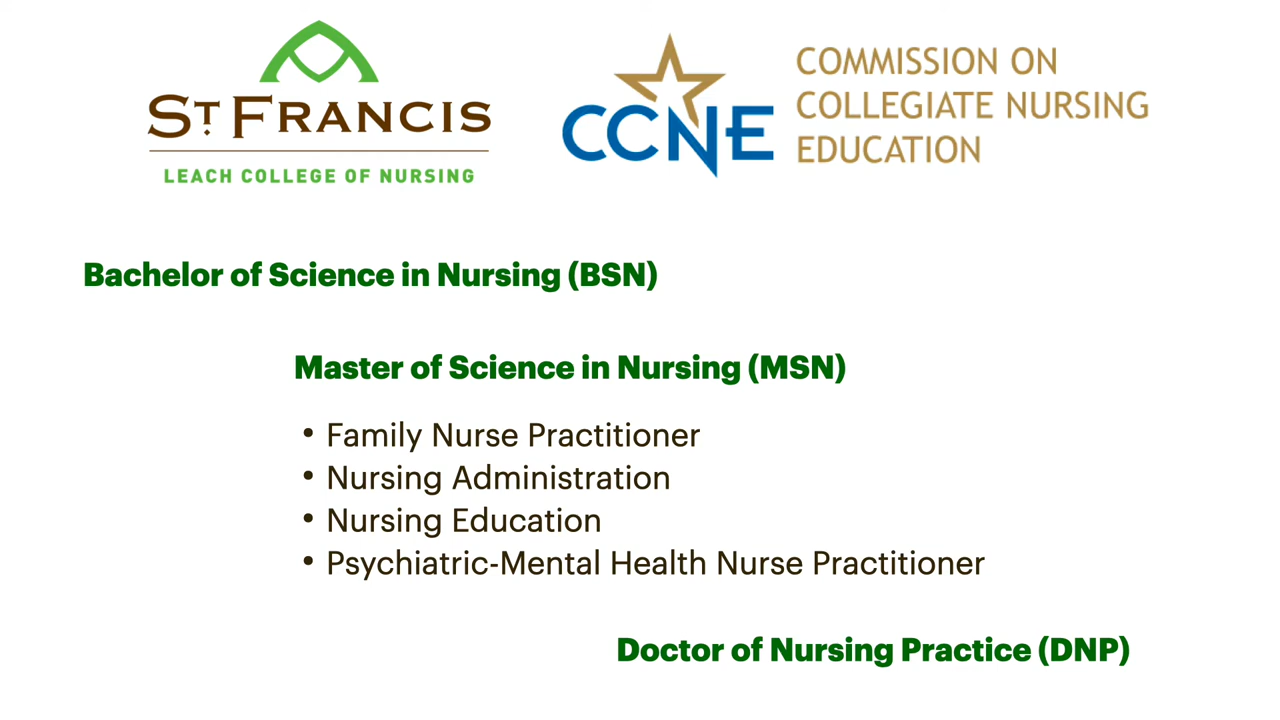 ST FRANCIS
LEACH COLLEGE OF NURSING
CCNE
COMMISSION ON
COLLEGIATE NURSING
EDUCATION
Bachelor of Science in Nursing (BSN)
Master of Science in Nursing (MSN)
• Family Nurse Practitioner
• Nursing Administration
• Nursing Education
• Psychiatric-Mental Health Nurse Practitioner
Doctor of Nursing Practice (DNP)